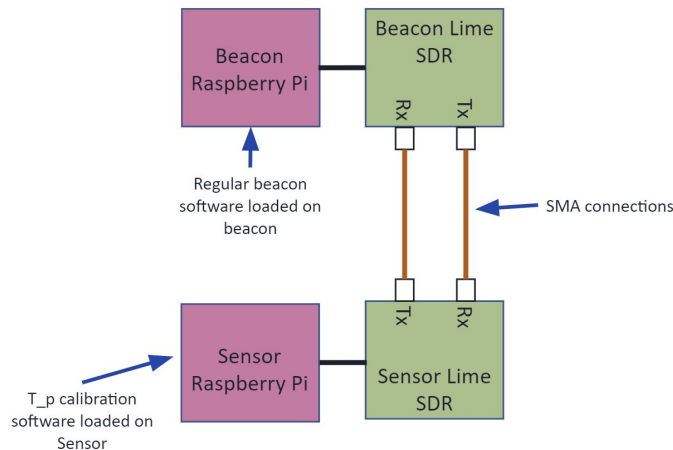 Beacon
Raspberry Pi
Beacon Lime
SDR
Rx
Tx
Regular beacon
software loaded on
beacon
SMA connections
Tx
Rx
Sensor
Raspberry Pi
Sensor Lime
SDR
T_p calibration
software loaded on
Sensor